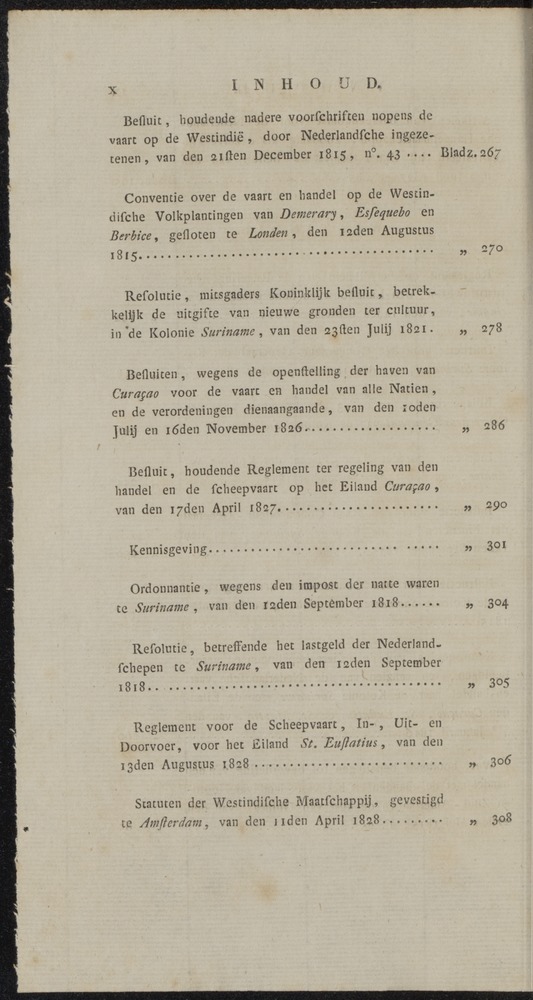 x
INHOUD.
Beſluit, houdende nadere voorſchriften nopens de
vaart op de Westindië, door Nederlandſche ingeze-
tenen, van den 21ſten December 1815, n°. 43 .... Bladz. 267
Conventie over de vaart en handel op de Westin-
diſche Volkplantingen van Demerary, Esſequebo en
Berbice, geſloten te Londen, den 12den Augustus
1815........................................ „ 270
Reſolutie, mitsgaders Koninklijk beſluit, betrek-
kelijk de uitgifte van nieuwe gronden ter cultuur,
in de Kolonie Suriname, van den 23ſten Julij 1821. „ 278
Beſluiten, wegens de openſtelling der haven van
Curaçao voor de vaart en handel van alle Natien,
en de verordeningen dienaangaande, van den 10den
Julij en 16den November 1826................... „ 286
Beſluit, houdende Reglement ter regeling van den
handel en de ſcheepvaart op het Eiland Curaçao,
van den 17den April 1827....................... „ 290
Kennisgeving............................... „ 301
Ordonnantie, wegens den impost der natte waren
te Suriname, van den 12den September 1818...... „ 304
Reſolutie, betreffende het lastgeld der Nederland-
ſchepen te Suriname, van den 12den September
1818........................................ „ 305
Reglement voor de Scheepvaart, In-, Uit- en
Doorvoer, voor het Eiland St. Euſtatius, van den
13den Augustus 1828 .......................... „ 306
Statuten der Westindiſche Maatſchappij, gevestigd
te Amſterdam, van den 11den April 1828......... „ 308